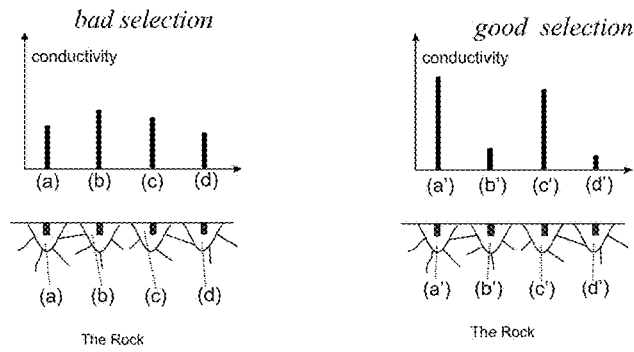 bad selection
conductivity
(a) (b) (c) (d)
(a) (b) (c) (d)
The Rock
good selection
conductivity
(a') (b') (c') (d')
(a') (b') (c') (d')
The Rock